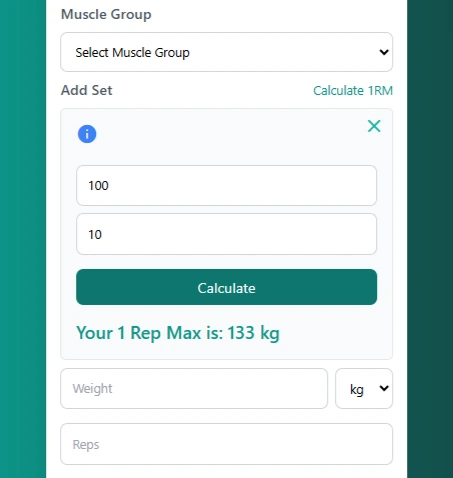 Muscle Group
Select Muscle Group
Add Set Calculate 1RM
100
10
Calculate
Your 1 Rep Max is: 133 kg
Weight kg
Reps